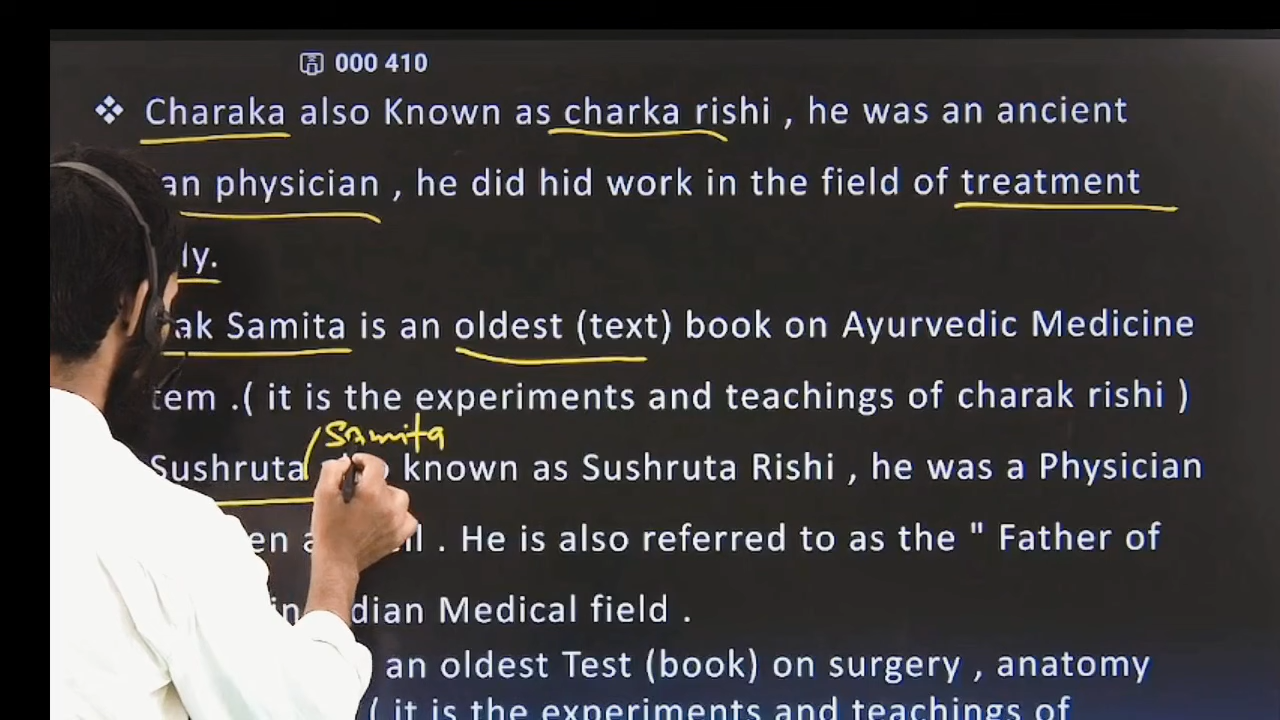 000 410
❖ Charaka also Known as charka rishi , he was an ancient
an physician , he did hid work in the field of treatment
ly.
ak Samita is an oldest (text) book on Ayurvedic Medicine
tem .( it is the experiments and teachings of charak rishi )
Samita
Sushruta known as Sushruta Rishi , he was a Physician
en . He is also referred to as the " Father of
in dian Medical field .
an oldest Test (book) on surgery , anatomy
( it is the experiments and teachings of